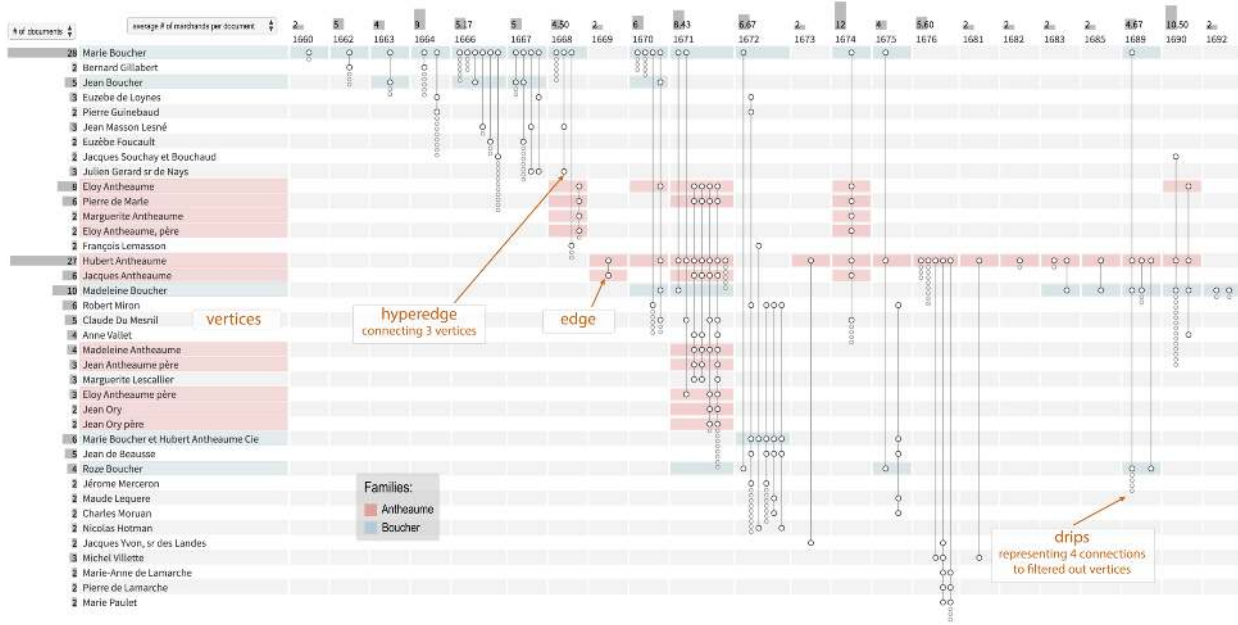 # of documents
average # of marchands per document
2 5 4 9 5.17 5 4.50 2 6 8.43 6.67 2 12 4 5.60 2 2 2 2 4.67 10.50 2
1660 1662 1663 1664 1666 1667 1668 1669 1670 1671 1672 1673 1674 1675 1676 1681 1682 1683 1685 1689 1690 1692
28 Marie Boucher
2 Bernard Gillabert
5 Jean Boucher
3 Euzebe de Loynes
2 Pierre Guinebaud
3 Jean Masson Lesné
2 Euzèbe Foucault
2 Jacques Souchay et Bouchaud
3 Julien Gerard sr de Nays
8 Eloy Antheaume
6 Pierre de Marle
2 Marguerite Antheaume
2 Eloy Antheaume, père
2 François Lemasson
27 Hubert Antheaume
6 Jacques Antheaume
10 Madeleine Boucher
6 Robert Miron
5 Claude Du Mesnil
4 Anne Vallet
4 Madeleine Antheaume
3 Jean Antheaume père
3 Marguerite Lescallier
3 Eloy Antheaume père
2 Jean Ory
2 Jean Ory père
6 Marie Boucher et Hubert Antheaume Cie
5 Jean de Beausse
4 Roze Boucher
2 Jérome Merceron
2 Maude Lequere
2 Charles Moruan
2 Nicolas Hotman
2 Jacques Yvon, sr des Landes
3 Michel Villette
2 Marie-Anne de Lamarche
2 Pierre de Lamarche
2 Marie Paulet
vertices
hyperedge
connecting 3 vertices
edge
Families:
Antheaume
Boucher
drips
representing 4 connections
to filtered out vertices